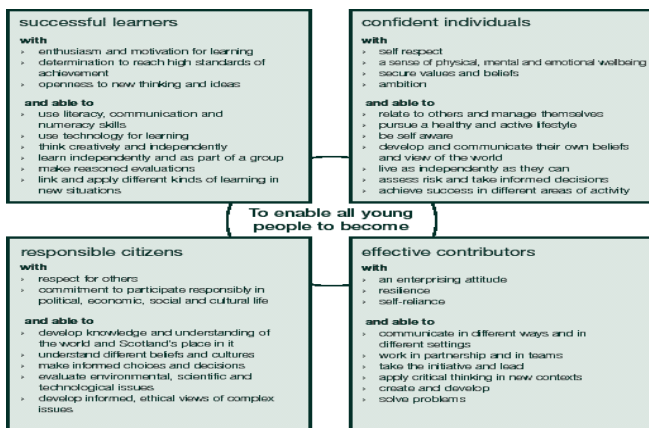 successful learners
with
› enthusiasm and motivation for learning
› determination to reach high standards of
achievement
› openness to new thinking and ideas
and able to
› use literacy, communication and
numeracy skills
› use technology for learning
› think creatively and independently
› learn independently and as part of a group
› make reasoned evaluations
› link and apply different kinds of learning in
new situations
confident individuals
with
› self respect
› a sense of physical, mental and emotional wellbeing
› secure values and beliefs
› ambition
and able to
› relate to others and manage themselves
› pursue a healthy and active lifestyle
› be self aware
› develop and communicate their own beliefs
and view of the world
› live as independently as they can
› assess risk and take informed decisions
› achieve success in different areas of activity
To enable all young
people to become
responsible citizens
with
› respect for others
› commitment to participate responsibly in
political, economic, social and cultural life
and able to
› develop knowledge and understanding of
the world and Scotland's place in it
› understand different beliefs and cultures
› make informed choices and decisions
› evaluate environmental, scientific and
technological issues
› develop informed, ethical views of complex
issues
effective contributors
with
› an enterprising attitude
› resilience
› self-reliance
and able to
› communicate in different ways and in
different settings
› work in partnership and in teams
› take the initiative and lead
› apply critical thinking in new contexts
› create and develop
› solve problems